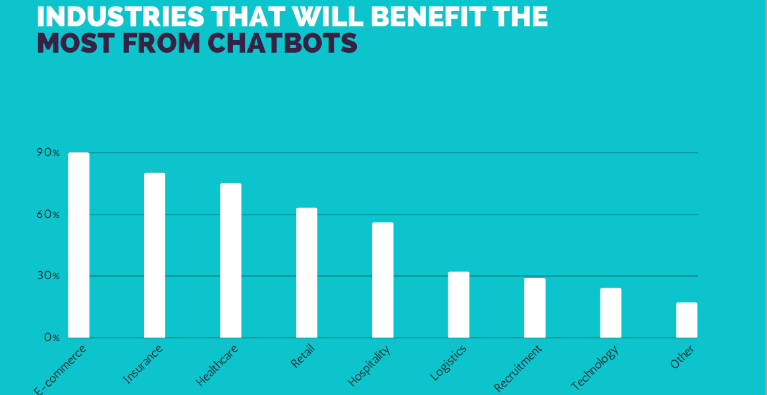 INDUSTRIES THAT WILL BENEFIT THE
MOST FROM CHATBOTS
90%
60%
30%
0%
E-commerce
Insurance
Healthcare
Retail
Hospitality
Logistics
Recruitment
Technology
Other